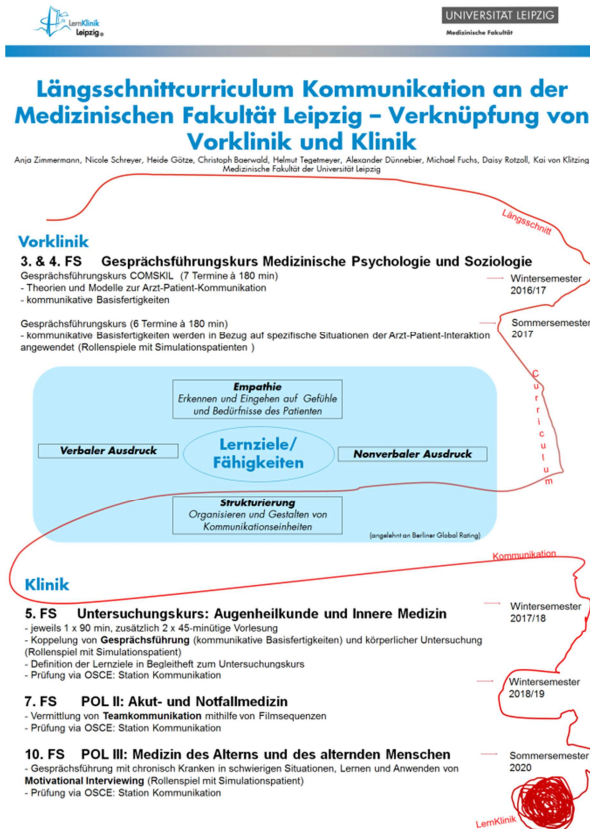 LernKlinik
Leipzig
UNIVERSITÄT LEIPZIG
Medizinische Fakultät
Längsschnittcurriculum Kommunikation an der
Medizinischen Fakultät Leipzig – Verknüpfung von
Vorklinik und Klinik
Anja Zimmermann, Nicole Schreyer, Heide Götze, Christoph Baerwald, Helmut Tegetmeyer, Alexander Dünnebier, Michael Fuchs, Daisy Rotzoll, Kai von Klitzing
Medizinische Fakultät der Universität Leipzig
Längsschnitt
Vorklinik
3. & 4. FS Gesprächsführungskurs Medizinische Psychologie und Soziologie
Gesprächsführungskurs COMSKIL (7 Termine à 180 min)
- Theorien und Modelle zur Arzt-Patient-Kommunikation
- kommunikative Basisfertigkeiten
Wintersemester
2016/17
Gesprächsführungskurs (6 Termine à 180 min)
- kommunikative Basisfertigkeiten werden in Bezug auf spezifische Situationen der Arzt-Patient-Interaktion
angewendet (Rollenspiele mit Simulationspatienten )
Sommersemester
2017
Curriculum
Empathie
Erkennen und Eingehen auf Gefühle
und Bedürfnisse des Patienten
Verbaler Ausdruck
Lernziele/
Fähigkeiten
Nonverbaler Ausdruck
Strukturierung
Organisieren und Gestalten von
Kommunikationseinheiten
(angelehnt an Berliner Global Rating)
Kommunikation
Klinik
5. FS Untersuchungskurs: Augenheilkunde und Innere Medizin
- jeweils 1 x 90 min, zusätzlich 2 x 45-minütige Vorlesung
- Koppelung von Gesprächsführung (kommunikative Basisfertigkeiten) und körperlicher Untersuchung
(Rollenspiel mit Simulationspatient)
- Definition der Lernziele in Begleitheft zum Untersuchungskurs
- Prüfung via OSCE: Station Kommunikation
Wintersemester
2017/18
7. FS POL II: Akut- und Notfallmedizin
- Vermittlung von Teamkommunikation mithilfe von Filmsequenzen
- Prüfung via OSCE: Station Kommunikation
Wintersemester
2018/19
10. FS POL III: Medizin des Alterns und des alternden Menschen
- Gesprächsführung mit chronisch Kranken in schwierigen Situationen, Lernen und Anwenden von
Motivational Interviewing (Rollenspiel mit Simulationspatient)
- Prüfung via OSCE: Station Kommunikation
Sommersemester
2020
LernKlinik